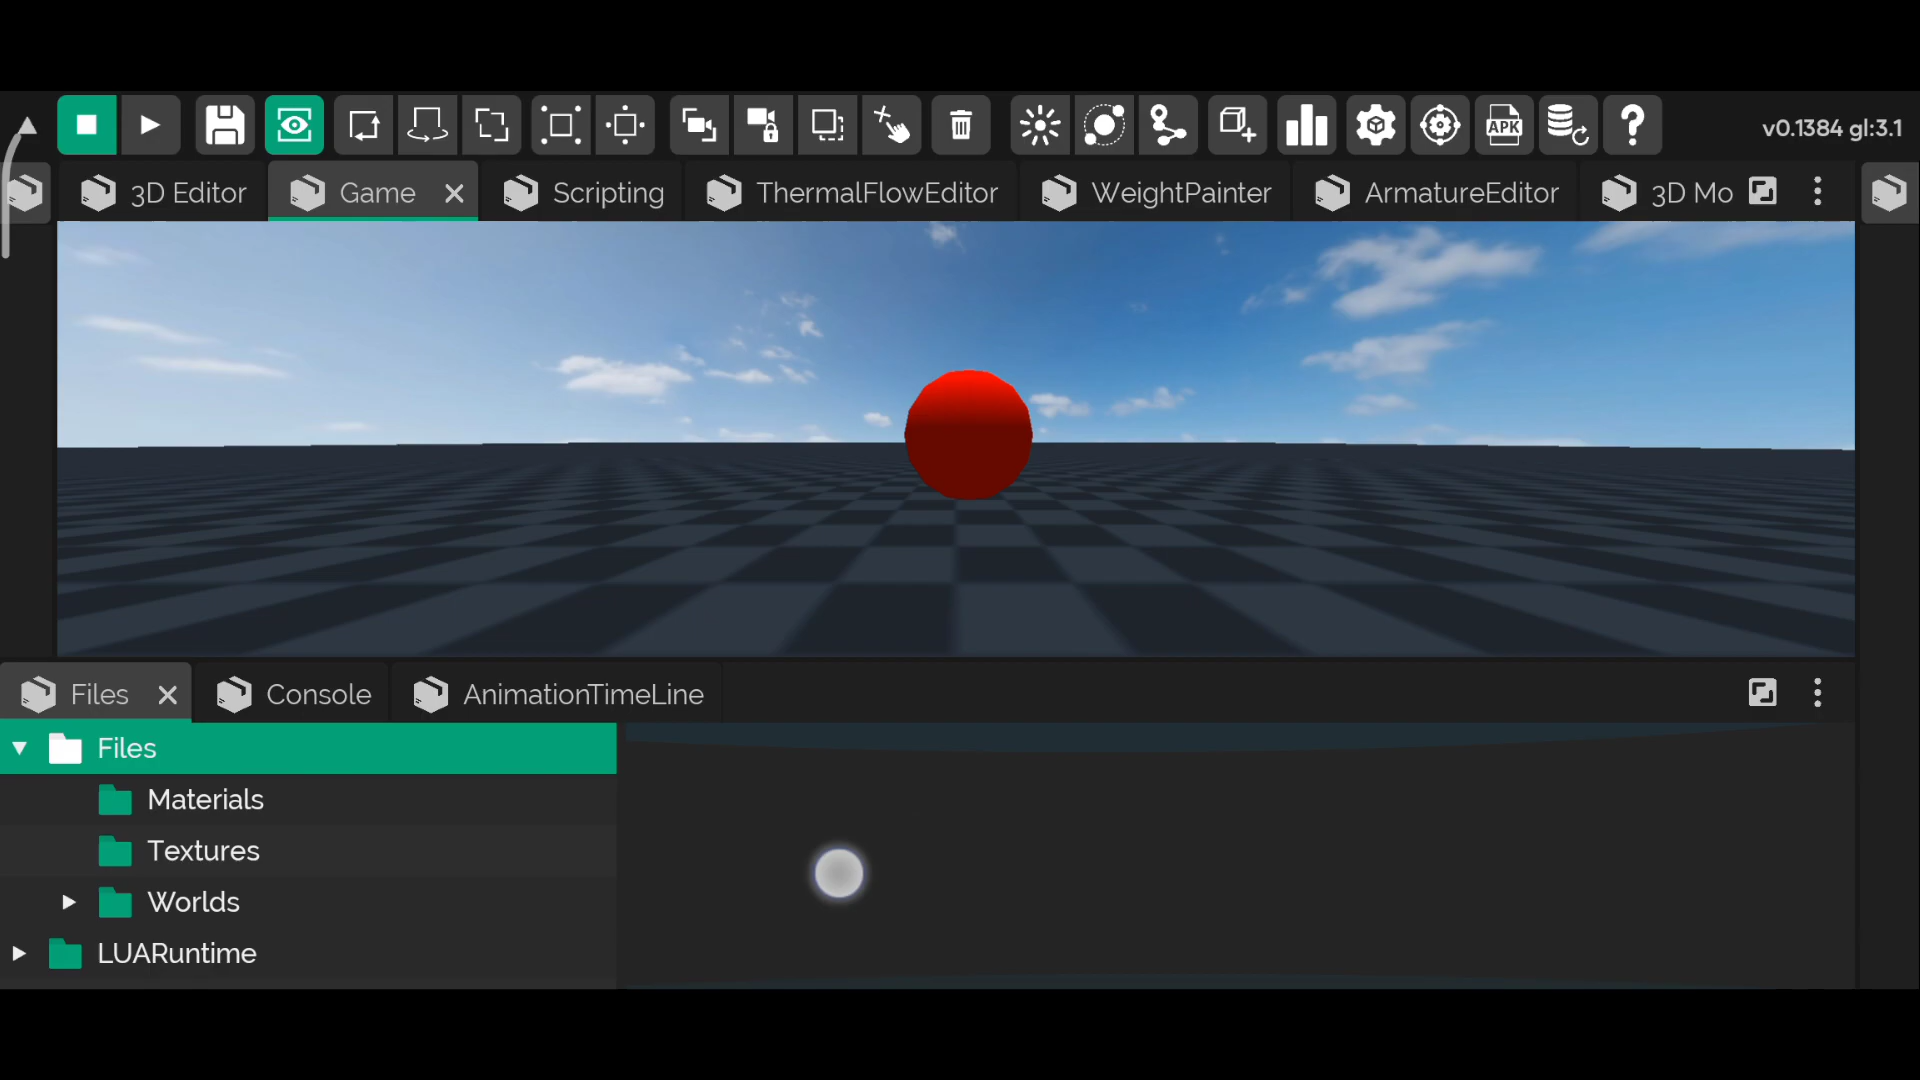 APK
v0.1384 gl:3.1
3D Editor
Game
Scripting
ThermalFlowEditor
WeightPainter
ArmatureEditor
3D Mo
Files
Console
AnimationTimeLine
Files
Materials
Textures
Worlds
LUARuntime